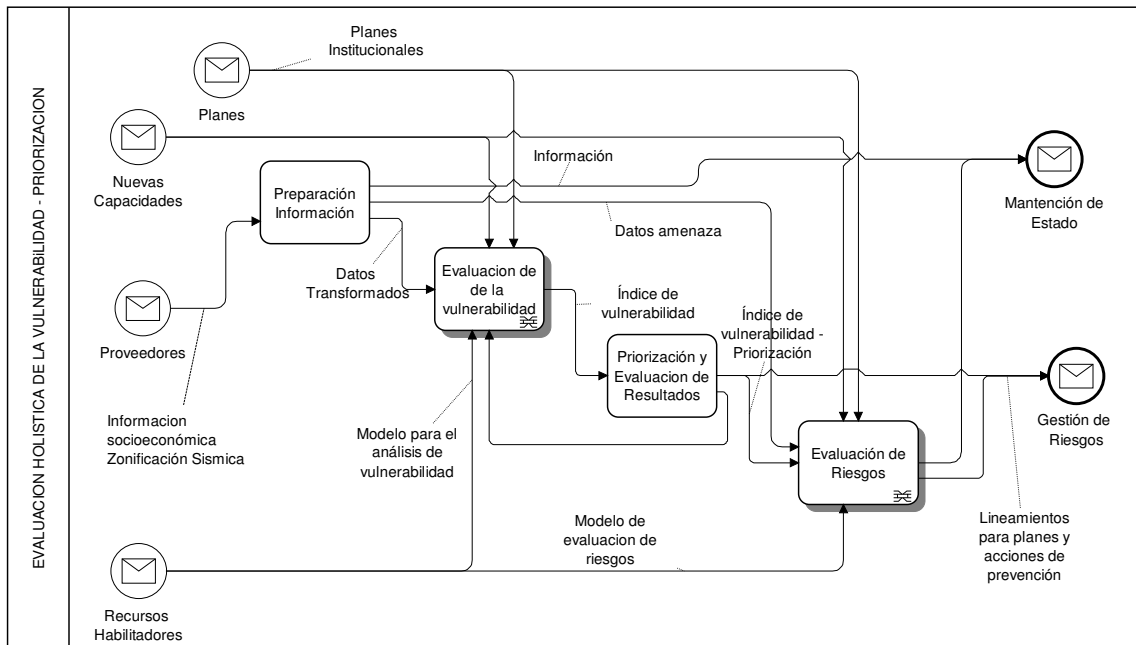 EVALUACION HOLISTICA DE LA VULNERABiLIDAD - PRIORIZACION
Planes
Institucionales
Planes
Nuevas
Capacidades
Información
Preparación
Información
Mantención de
Estado
Datos amenaza
Datos
Transformados
Evaluacion de
de la
vulnerabilidad
Índice de
vulnerabilidad
Índice de
vulnerabilidad -
Priorización
Proveedores
Priorización y
Evaluacion de
Resultados
Informacion
socioeconómica
Zonificación Sismica
Modelo para el
análisis de
vulnerabilidad
Gestión de
Riesgos
Evaluación de
Riesgos
Modelo de
evaluacion de
riesgos
Lineamientos
para planes y
acciones de
prevención
Recursos
Habilitadores